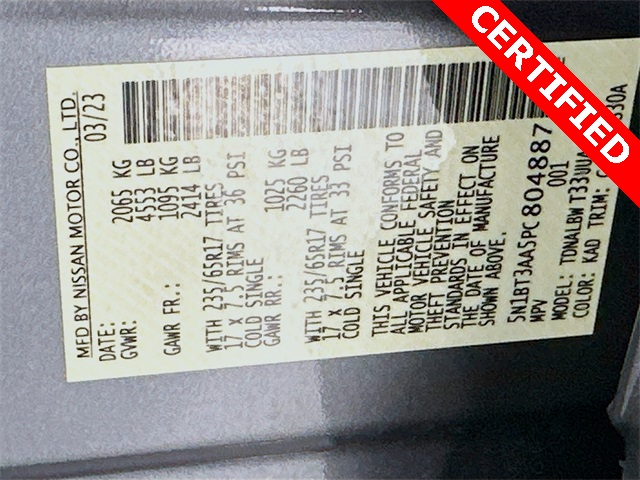 CERTIFIED
MFD BY NISSAN MOTOR CO., LTD.
DATE: 03/23
GVWR: 2065 KG
4553 LB
GAWR FR.: 1095 KG
2414 LB
WITH 235/65R17 TIRES
17 X 7.5 RIMS AT 36 PSI
COLD SINGLE
GAWR RR.: 1025 KG
2260 LB
WITH 235/65R17 TIRES
17 X 7.5 RIMS AT 33 PSI
COLD SINGLE
THIS VEHICLE CONFORMS TO
ALL APPLICABLE FEDERAL
MOTOR VEHICLE SAFETY AND
THEFT PREVENTION
STANDARDS IN EFFECT ON
THE DATE OF MANUFACTURE
SHOWN ABOVE.
5N1BT3AA5PC804887
MPV 001
MODEL:
COLOR: KAD TRIM: